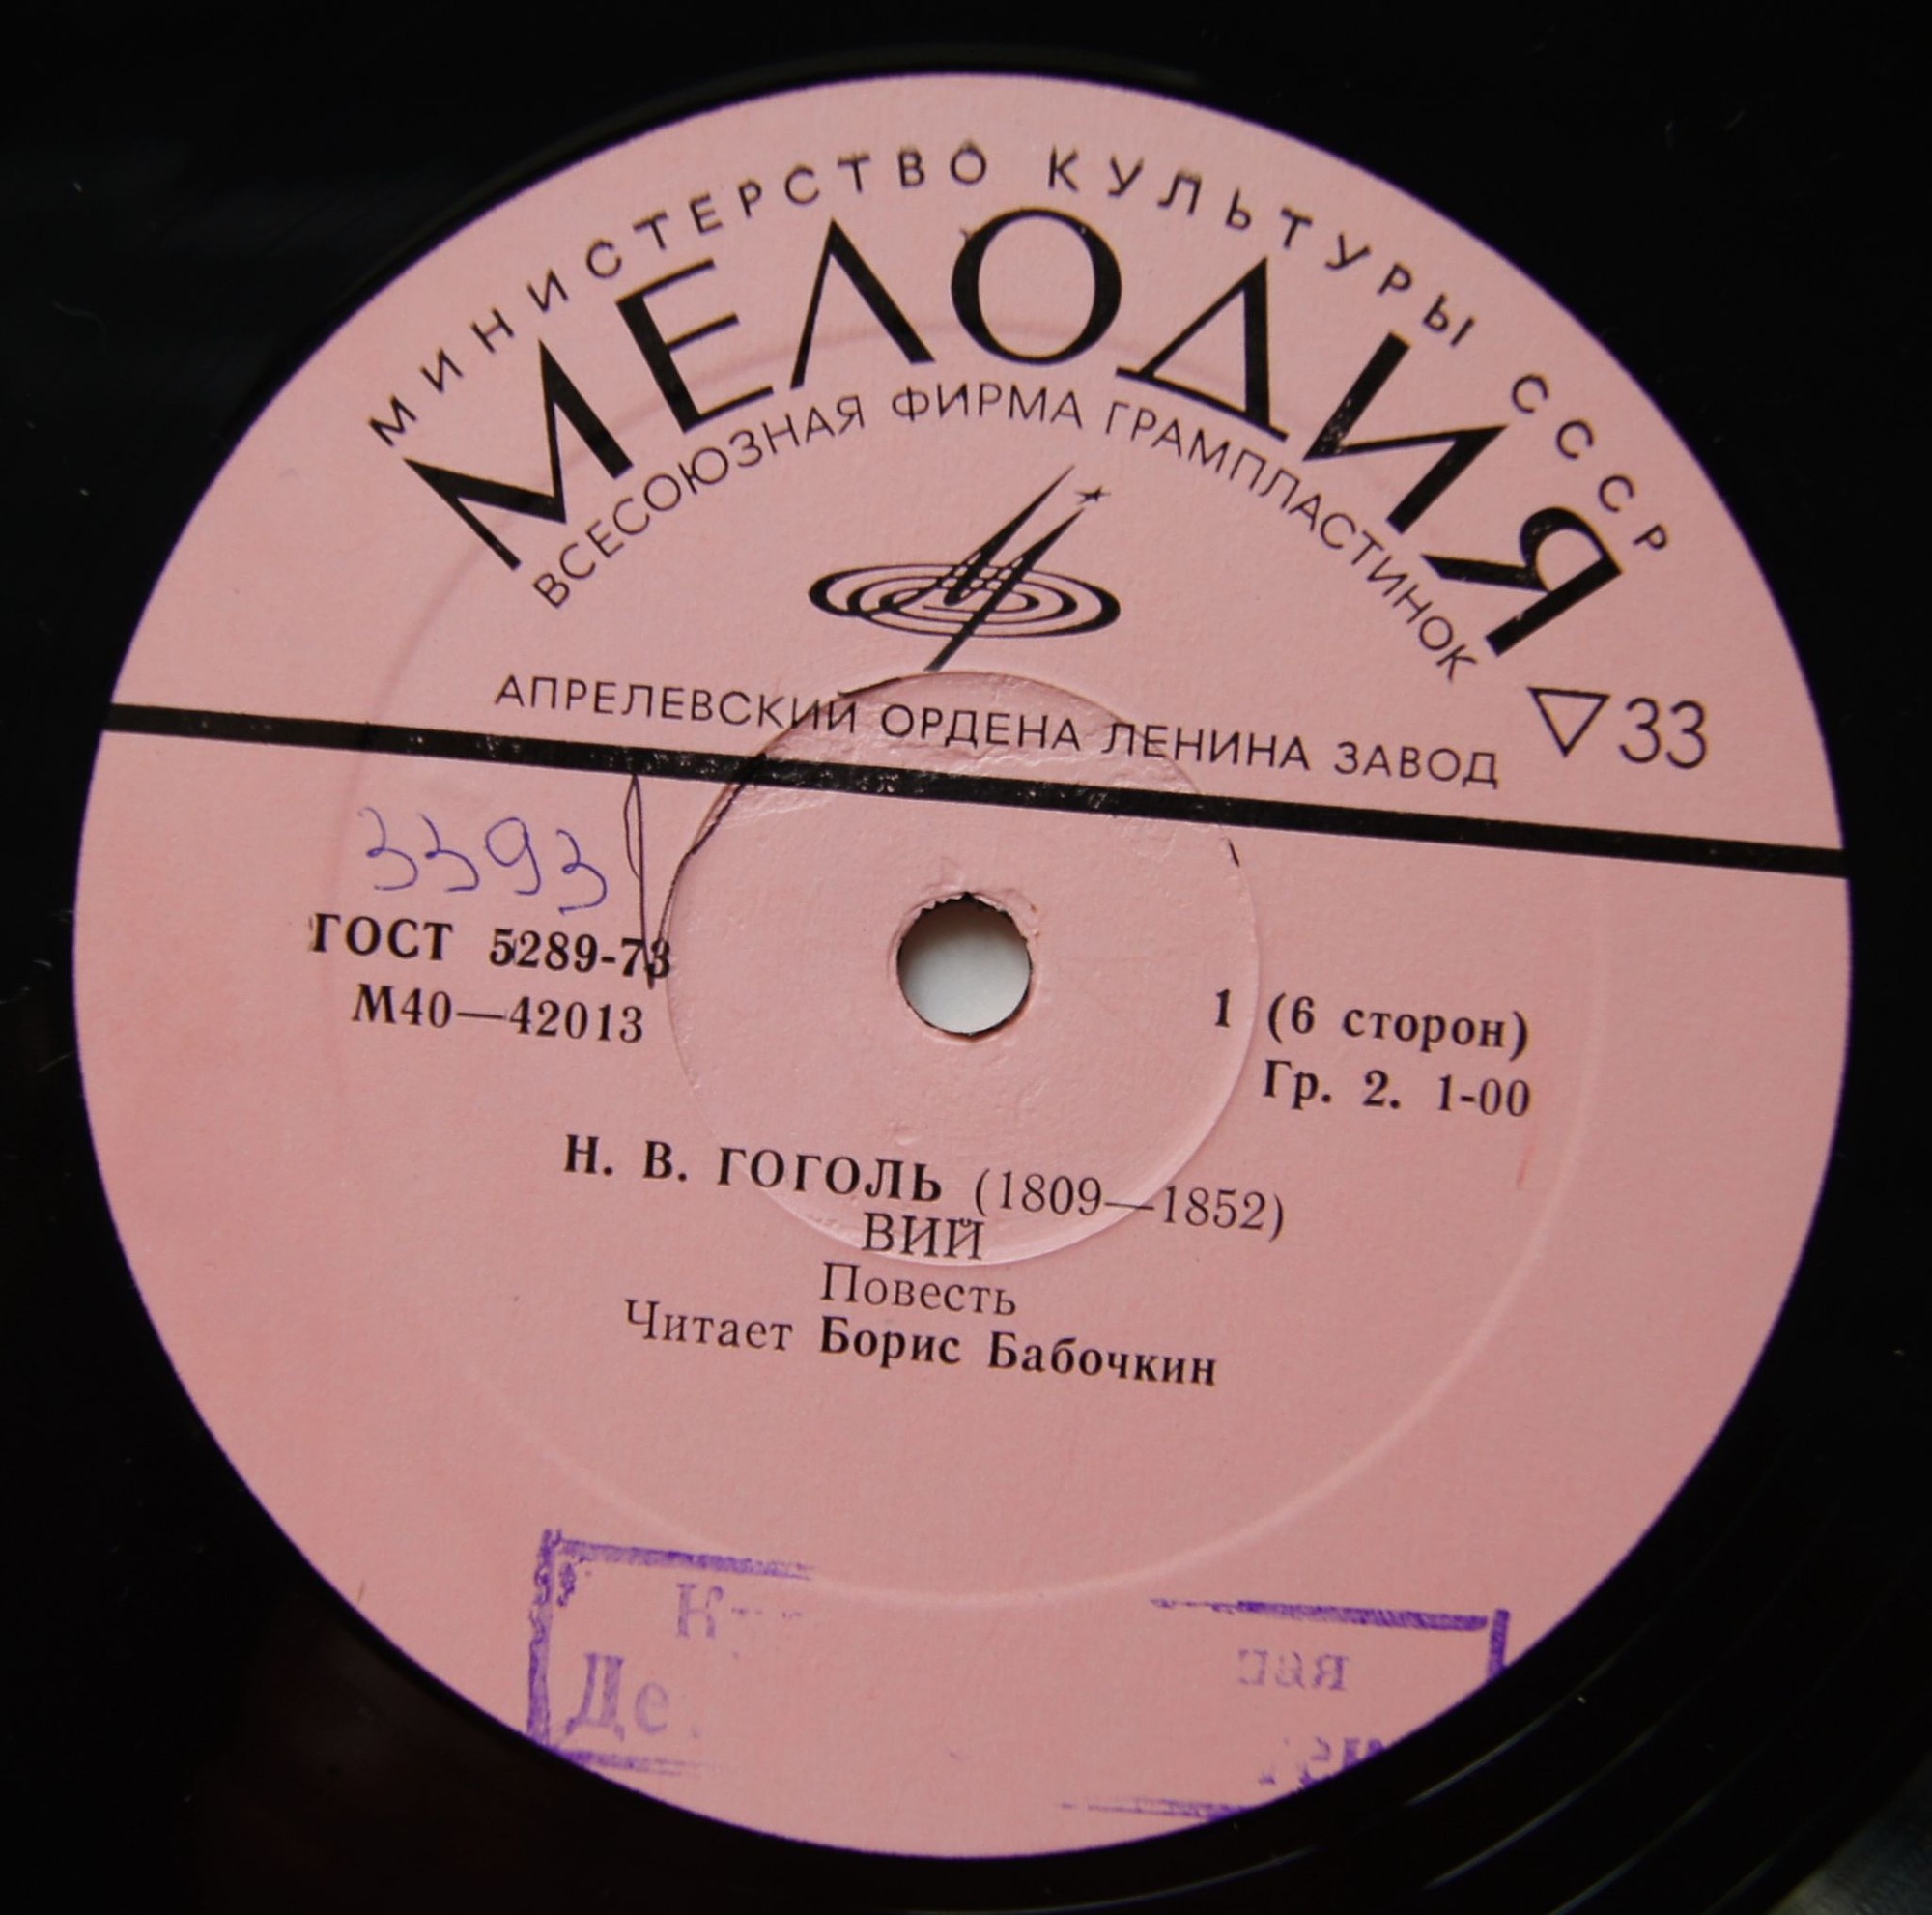 МИНИСТЕРСТВО КУЛЬТУРЫ СССР
МЕЛОДИЯ
ВСЕСОЮЗНАЯ ФИРМА ГРАМПЛАСТИНОК
АПРЕЛЕВСКИЙ ОРДЕНА ЛЕНИНА ЗАВОД
33
3393
ГОСТ 5289-73
М40—42013
1 (6 сторон)
Гр. 2. 1-00
Н. В. ГОГОЛЬ (1809—1852)
ВИЙ
Повесть
Читает Борис Бабочкин